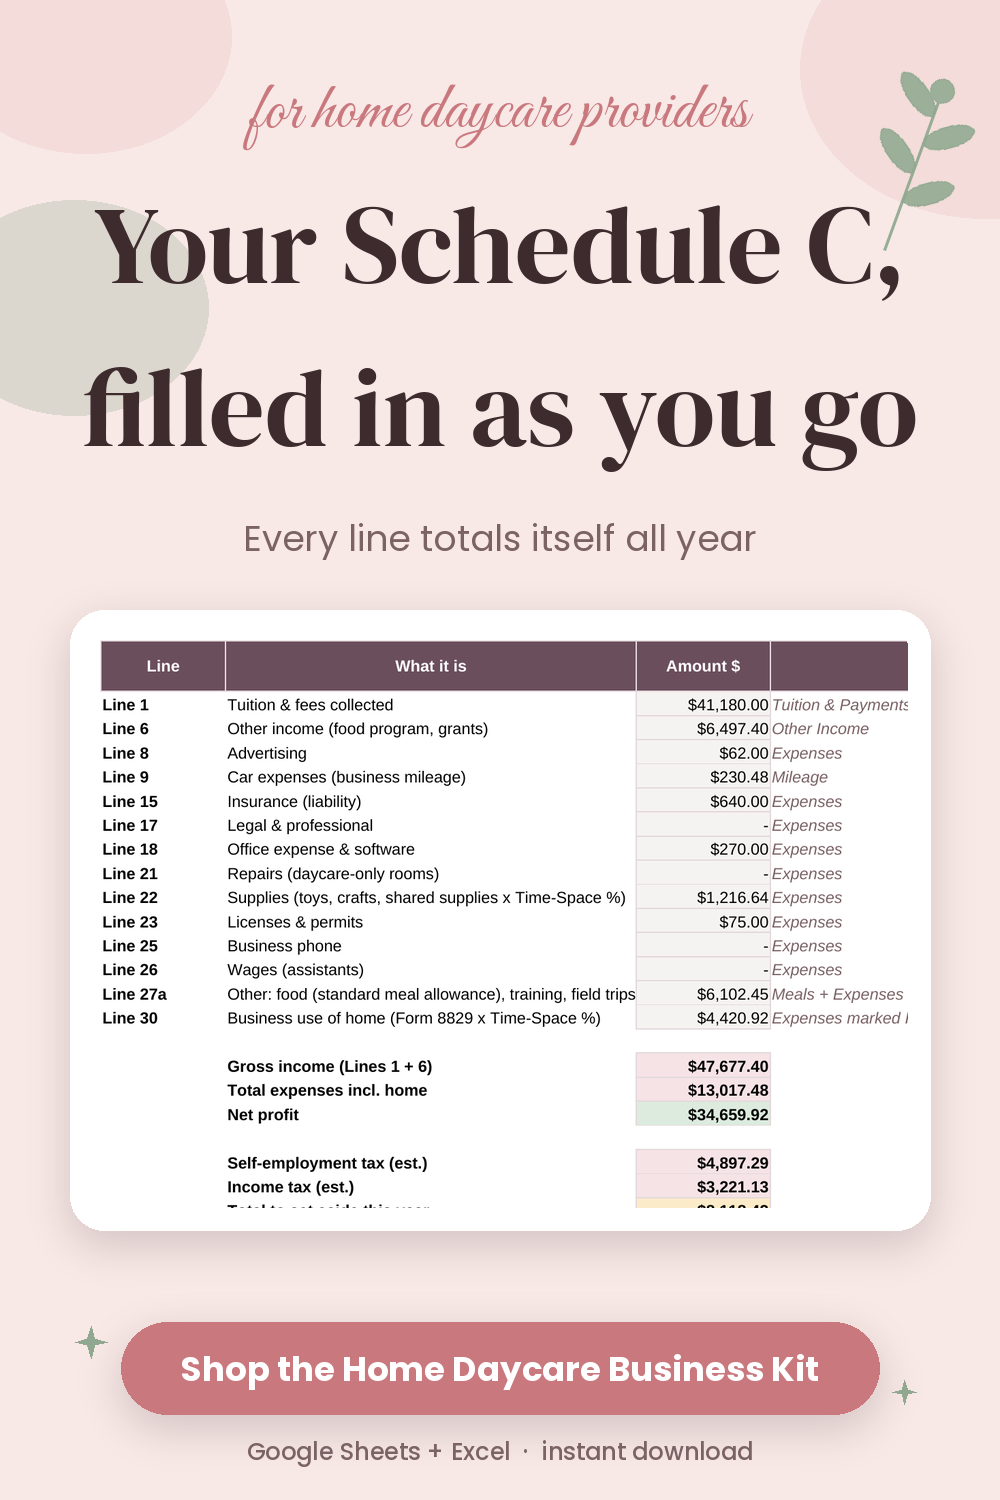 for home daycare providers
Your Schedule C,
filled in as you go
Every line totals itself all year
Line What it is Amount $
Line 1 Tuition & fees collected $41,180.00 Tuition & Payments
Line 6 Other income (food program, grants) $6,497.40 Other Income
Line 8 Advertising $62.00 Expenses
Line 9 Car expenses (business mileage) $230.48 Mileage
Line 15 Insurance (liability) $640.00 Expenses
Line 17 Legal & professional - Expenses
Line 18 Office expense & software $270.00 Expenses
Line 21 Repairs (daycare-only rooms) - Expenses
Line 22 Supplies (toys, crafts, shared supplies x Time-Space %) $1,216.64 Expenses
Line 23 Licenses & permits $75.00 Expenses
Line 25 Business phone - Expenses
Line 26 Wages (assistants) - Expenses
Line 27a Other: food (standard meal allowance), training, field trips $6,102.45 Meals + Expenses
Line 30 Business use of home (Form 8829 x Time-Space %) $4,420.92 Expenses marked
Gross income (Lines 1 + 6) $47,677.40
Total expenses incl. home $13,017.48
Net profit $34,659.92
Self-employment tax (est.) $4,897.29
Income tax (est.) $3,221.13
Shop the Home Daycare Business Kit
Google Sheets + Excel · instant download